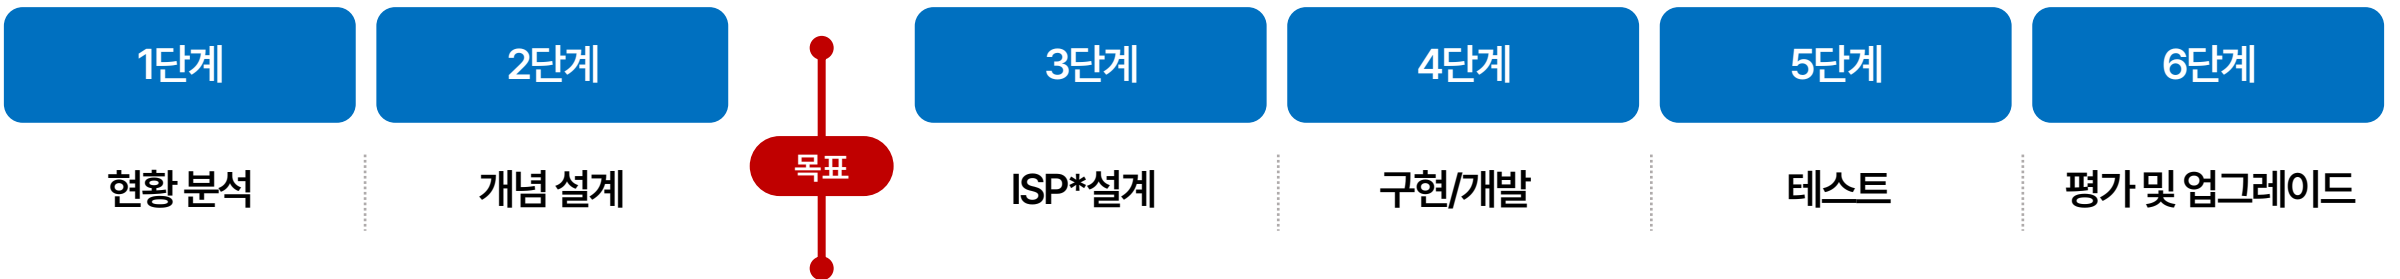 1단계
2단계
3단계
4단계
5단계
6단계
목표
현황 분석
개념 설계
ISP*설계
구현/개발
테스트
평가 및 업그레이드